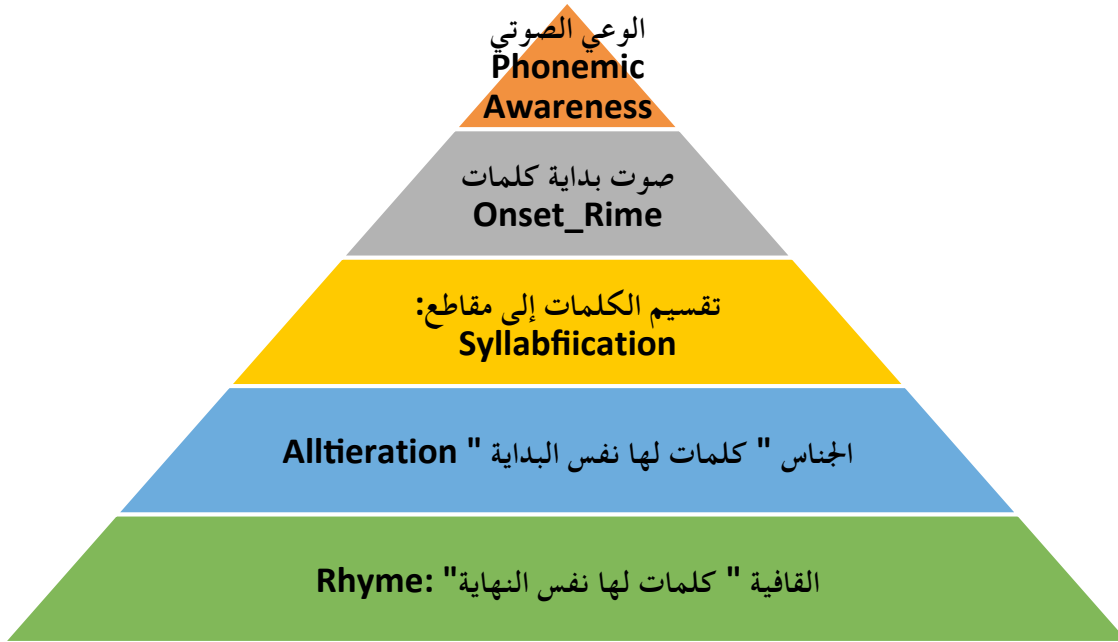 الوعي الصوتي
Phonemic
Awareness
صوت بداية كلمات
Onset_Rime
تقسيم الكلمات إلى مقاطع:
Syllabfiication
الجناس " كلمات لها نفس البداية " Alltieration
القافية " كلمات لها نفس النهاية" :Rhyme